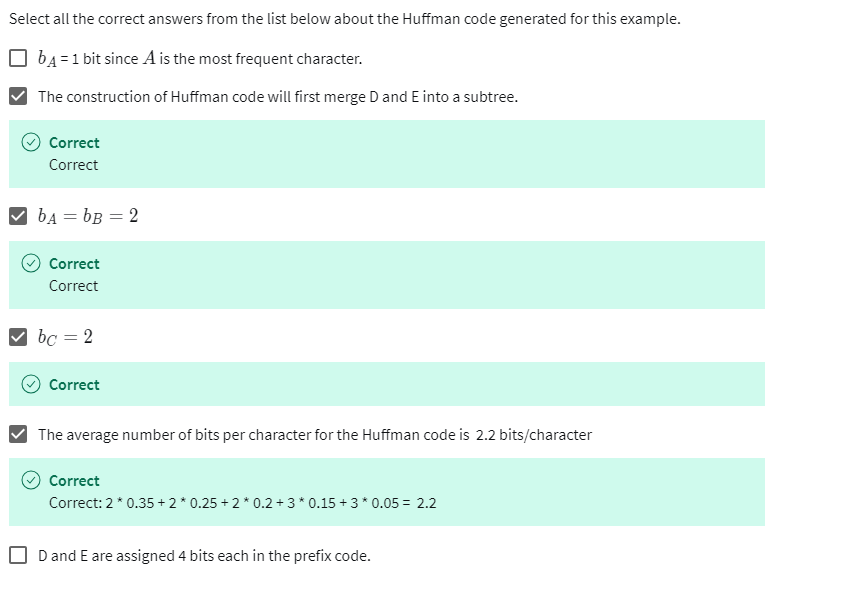 Select all the correct answers from the list below about the Huffman code generated for this example.
b_A = 1 bit since A is the most frequent character.
The construction of Huffman code will first merge D and E into a subtree.
Correct
Correct
b_A = b_B = 2
Correct
Correct
b_C = 2
Correct
The average number of bits per character for the Huffman code is 2.2 bits/character
Correct
Correct: 2 * 0.35 + 2 * 0.25 + 2 * 0.2 + 3 * 0.15 + 3 * 0.05 = 2.2
D and E are assigned 4 bits each in the prefix code.